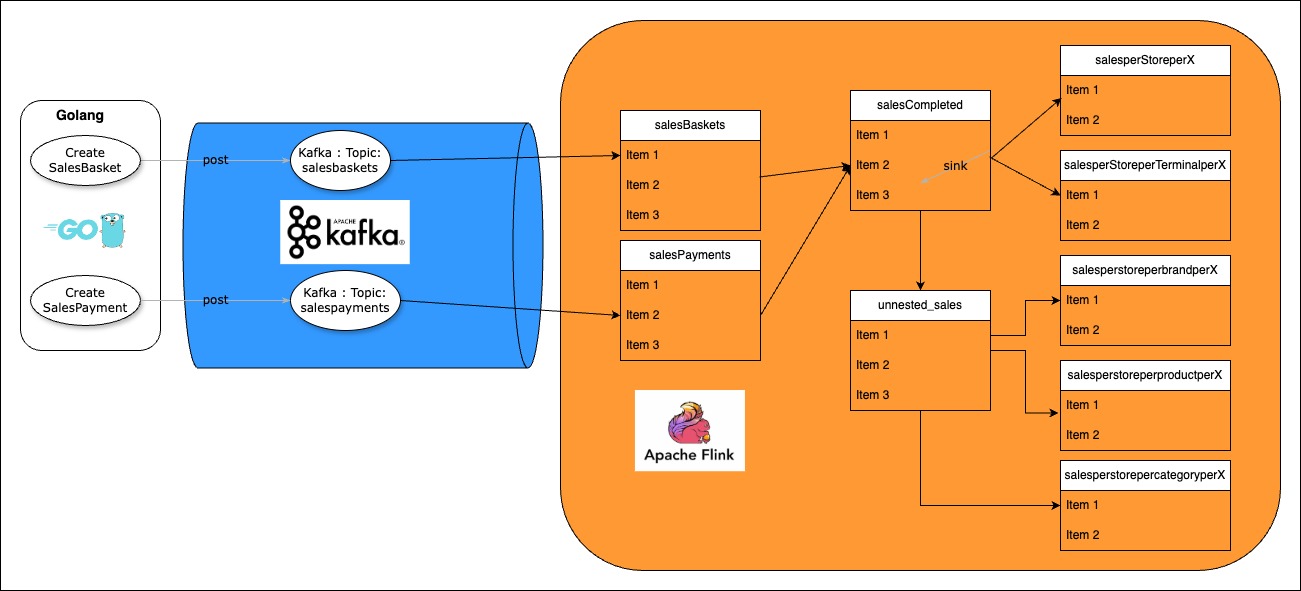 Golang
Create
SalesBasket
GO
Create
SalesPayment
post
Kafka : Topic:
salesbaskets
APACHE
kafka®
post
Kafka : Topic:
salespayments
salesBaskets
Item 1
Item 2
Item 3
salesPayments
Item 1
Item 2
Item 3
Apache Flink
salesCompleted
Item 1
Item 2
Item 3
sink
unnested_sales
Item 1
Item 2
Item 3
salesperStoreperX
Item 1
Item 2
salesperStoreperTerminalperX
Item 1
Item 2
salesperstoreperbrandperX
Item 1
Item 2
salesperstoreperproductperX
Item 1
Item 2
salesperstorepercategoryperX
Item 1
Item 2